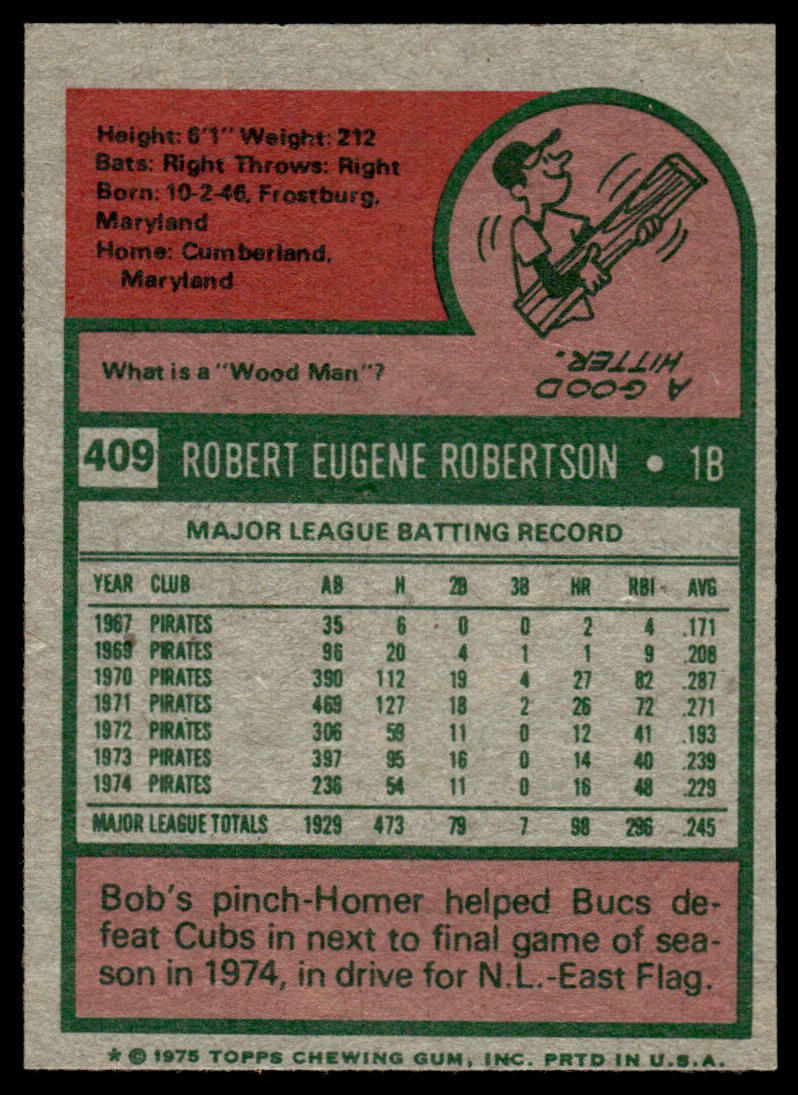 Height: 6'1" Weight: 212
Bats: Right Throws: Right
Born: 10-2-46, Frostburg,
Maryland
Home: Cumberland,
Maryland
What is a "Wood Man"?
A GOOD
HITTER.
409 ROBERT EUGENE ROBERTSON • 1B
MAJOR LEAGUE BATTING RECORD
YEAR CLUB AB H 2B 3B HR RBI AVG
1967 PIRATES 35 6 0 0 2 4 .171
1969 PIRATES 96 20 4 1 1 9 .208
1970 PIRATES 390 112 19 4 27 82 .287
1971 PIRATES 469 127 18 2 26 72 .271
1972 PIRATES 306 59 11 0 12 41 .193
1973 PIRATES 397 95 16 0 14 40 .239
1974 PIRATES 236 54 11 0 16 48 .229
MAJOR LEAGUE TOTALS 1929 473 79 7 98 296 .245
Bob's pinch-Homer helped Bucs de-
feat Cubs in next to final game of sea-
son in 1974, in drive for N.L.-East Flag.
* © 1975 TOPPS CHEWING GUM, INC. PRTD IN U.S.A.